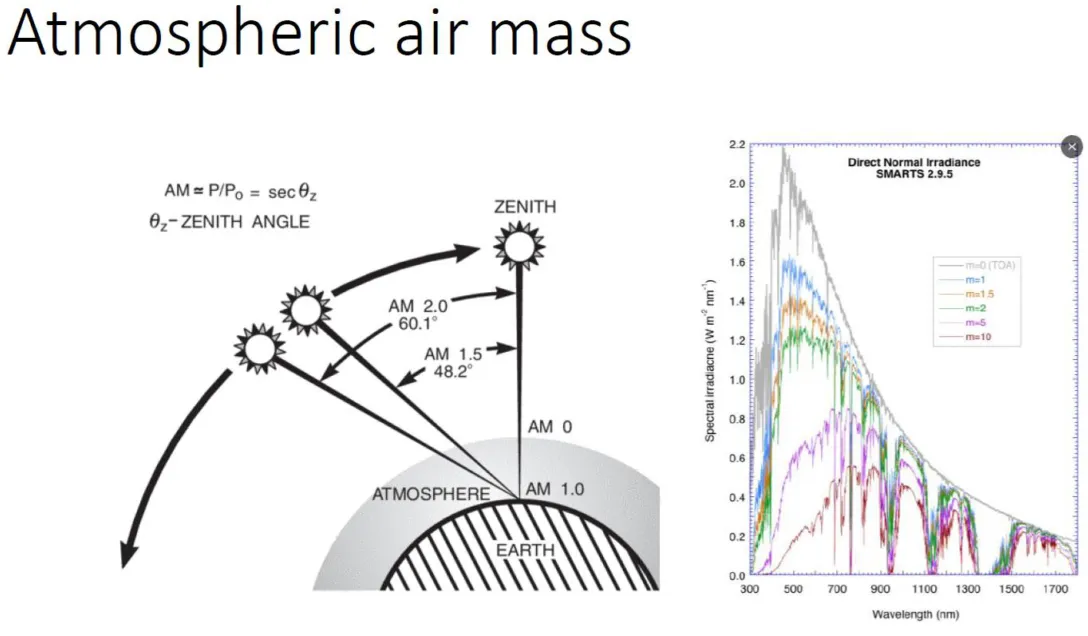 Atmospheric air mass
AM ≃ P/P₀ = sec θz
θz – ZENITH ANGLE
ZENITH
AM 2.0
60.1°
AM 1.5
48.2°
AM 0
ATMOSPHERE
AM 1.0
EARTH
Direct Normal Irradiance
SMARTS 2.9.5
m=0 (TOA)
m=1
m=1.5
m=2
m=5
m=10
Spectral irradiacne (W m⁻² nm⁻¹)
2.2
2.0
1.8
1.6
1.4
1.2
1.0
0.8
0.6
0.4
0.2
0.0
300 500 700 900 1100 1300 1500 1700
Wavelength (nm)